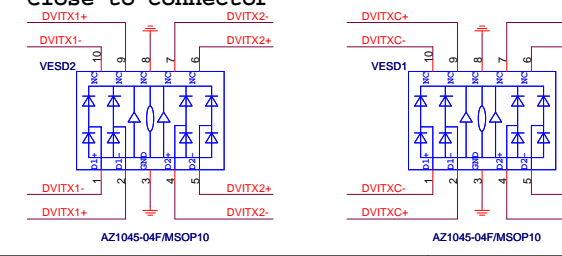 close to connector
DVITX1+ DVITX2- DVITXC+
DVITX1- DVITX2+ DVITXC-
VESD2 10 9 8 7 6 VESD1 10 9 8 7 6
NC NC NC NC NC NC NC NC
D1+ D1- GND D2+ D2- D1+ D1- GND D2+ D2-
1 2 3 4 5 1 2 3 4 5
DVITX1- DVITX2+ DVITXC-
DVITX1+ DVITX2- DVITXC+
AZ1045-04F/MSOP10 AZ1045-04F/MSOP10